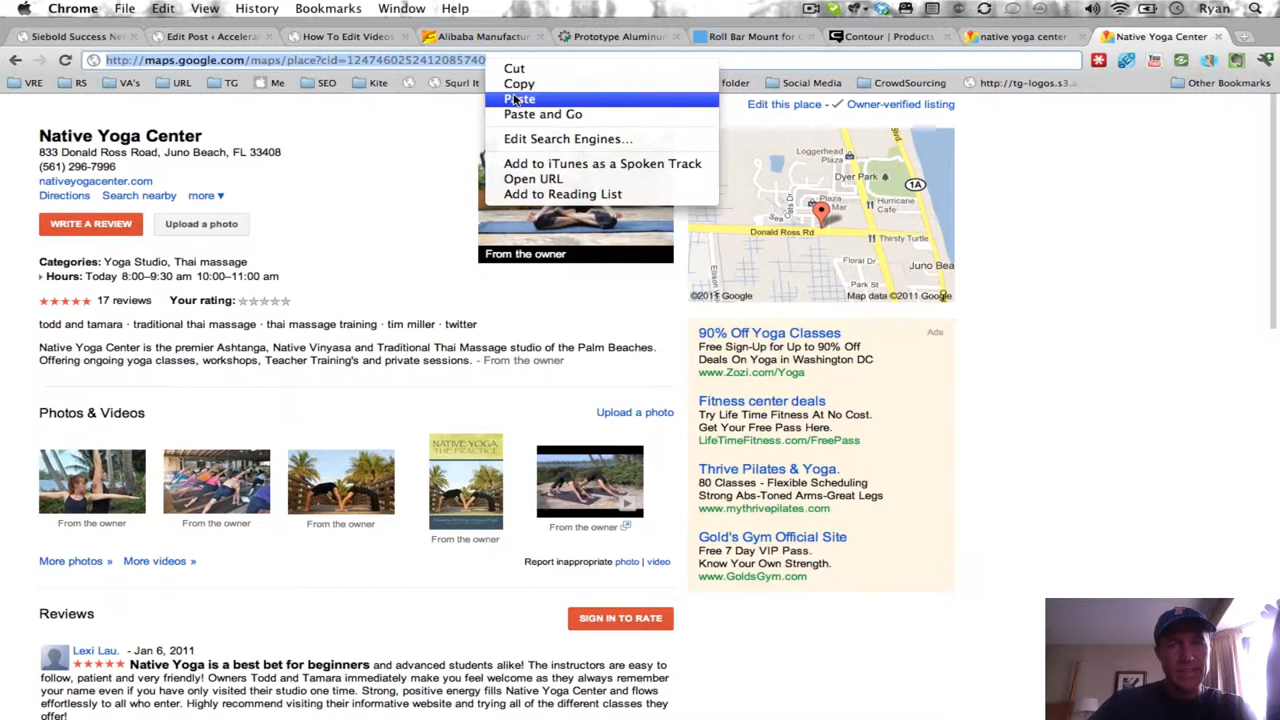 Chrome File Edit View History Bookmarks Window Help Ryan
Siebold Success Ne Edit Post ‹ Accelera How To Edit Videos Alibaba Manufactur Prototype Aluminum Roll Bar Mount for Contour | Products native yoga center Native Yoga Center
http://maps.google.com/maps/place?cid=1247460252412085740
VRE RSS VA's URL TG SEO Kite Me Squrl It folder Social Media CrowdSourcing http://tg-logos.s3.a Other Bookmarks
Cut
Copy
Paste
Paste and Go
Edit Search Engines…
Add to iTunes as a Spoken Track
Open URL
Add to Reading List
Edit this place - Owner-verified listing
Native Yoga Center
833 Donald Ross Road, Juno Beach, FL 33408
(561) 296-7996
nativeyogacenter.com
Directions Search nearby more ▼
WRITE A REVIEW Upload a photo
From the owner
Categories: Yoga Studio, Thai massage
Hours: Today 8:00–9:30 am 10:00–11:00 am
17 reviews Your rating:
todd and tamara · traditional thai massage · thai massage training · tim miller · twitter
Native Yoga Center is the premier Ashtanga, Native Vinyasa and Traditional Thai Massage studio of the Palm Beaches.
Offering ongoing yoga classes, workshops, Teacher Training's and private sessions. - From the owner
Loggerhead
Plaza
Dyer Park
A1A
Plaza
Mar
Hurricane
Cafe
Donald Ross Rd
Thirsty Turtle
Ellison
Floral Dr
Juno Bea
Park St
©2011 Google Map data ©2011 Google
90% Off Yoga Classes Ads
Free Sign-Up for Up to 90% Off
Deals On Yoga in Washington DC
www.Zozi.com/Yoga
Fitness center deals
Try Life Time Fitness At No Cost.
Get Your Free Pass Here.
LifeTimeFitness.com/FreePass
Thrive Pilates & Yoga.
80 Classes - Flexible Scheduling
Strong Abs-Toned Arms-Great Legs
www.mythrivepilates.com
Gold's Gym Official Site
Free 7 Day VIP Pass.
Know Your Own Strength.
www.GoldsGym.com
Photos & Videos Upload a photo
NATIVE YOGA
THE PRACTICE
From the owner From the owner From the owner From the owner From the owner
More photos » More videos » Report inappropriate photo | video
Reviews SIGN IN TO RATE
Lexi Lau. - Jan 6, 2011
Native Yoga is a best bet for beginners and advanced students alike! The instructors are easy to
follow, patient and very friendly! Owners Todd and Tamara immediately make you feel welcome as they always remember
your name even if you have only visited their studio one time. Strong, positive energy fills Native Yoga Center and flows
effortlessly to all who enter. Highly recommend visiting their informative website and trying all of the different classes they
offer!